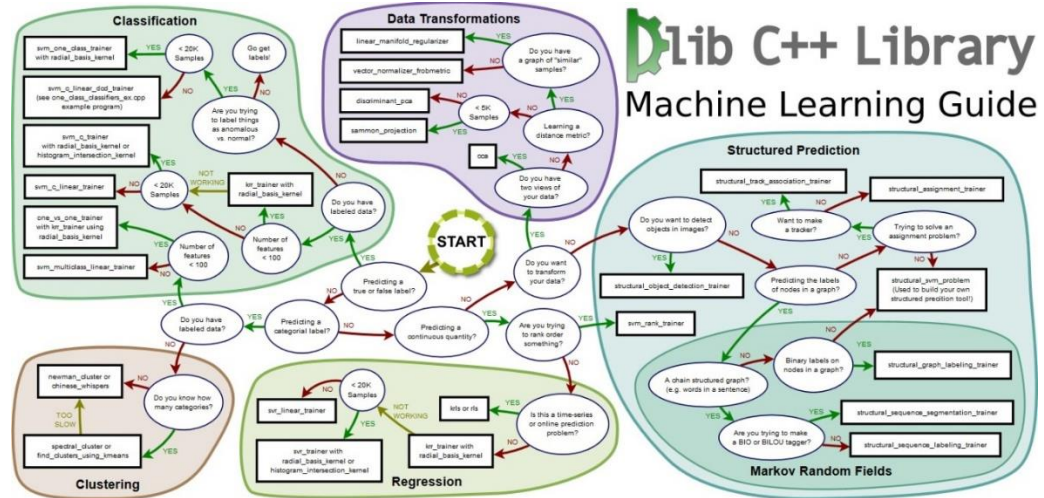 Classification
svm_one_class_trainer
with radial_basis_kernel
YES
< 20K
Samples
Go get
labels!
svm_c_linear_dcd_trainer
(see one_class_classifiers_ex.cpp
example program)
NO
YES
NO
Are you trying
to label things
as anomalous
vs. normal?
svm_c_trainer
with radial_basis_kernel or
histogram_intersection_kernel
YES
NO
svm_c_linear_trainer
NO
< 20K
Samples
NOT
WORKING
krr_trainer with
radial_basis_kernel
Do you have
labeled data?
one_vs_one_trainer
with krr_trainer using
radial_basis_kernel
YES
Number of
features
< 100
NO
YES
Number of
features
< 100
YES
svm_multiclass_linear_trainer
NO
YES
YES
Data Transformations
linear_manifold_regularizer
YES
Do you have
a graph of "similar"
samples?
vector_normalizer_frobmetric
NO
discriminant_pca
NO
< 5K
Samples
NO
YES
Learning a
distance metric?
sammon_projection
YES
cca
YES
NO
Do you have
two views of
your data?
YES
dlib C++ Library
Machine Learning Guide
START
Predicting a
true or false label?
NO
Do you want
to transform
your data?
NO
Do you have
labeled data?
YES
Predicting a
categorial label?
NO
Predicting a
continuous quantity?
NO
YES
Are you trying
to rank order
something?
YES
svm_rank_trainer
NO
NO
Clustering
newman_cluster or
chinese_whispers
NO
Do you know how
many categories?
TOO
SLOW
spectral_cluster or
find_clusters_using_kmeans
YES
Regression
svr_linear_trainer
NO
< 20K
Samples
YES
NOT
WORKING
svr_trainer with
radial_basis_kernel or
histogram_intersection_kernel
krls or rls
YES
Is this a time-series
or online prediction
problem?
krr_trainer with
radial_basis_kernel
NO
Structured Prediction
structural_track_association_trainer
structural_assignment_trainer
YES
NO
Do you want to detect
objects in images?
Want to make
a tracker?
YES
Trying to solve an
assignment problem?
YES
NO
NO
NO
structural_object_detection_trainer
Predicting the labels
of nodes in a graph?
structural_svm_problem
(Used to build your own
structured predition tool!)
YES
NO
A chain structured graph?
(e.g. words in a sentence)
NO
Binary labels on
nodes in a graph?
YES
structural_graph_labeling_trainer
YES
Are you trying to make
a BIO or BILOU tagger?
YES
structural_sequence_segmentation_trainer
NO
structural_sequence_labeling_trainer
Markov Random Fields